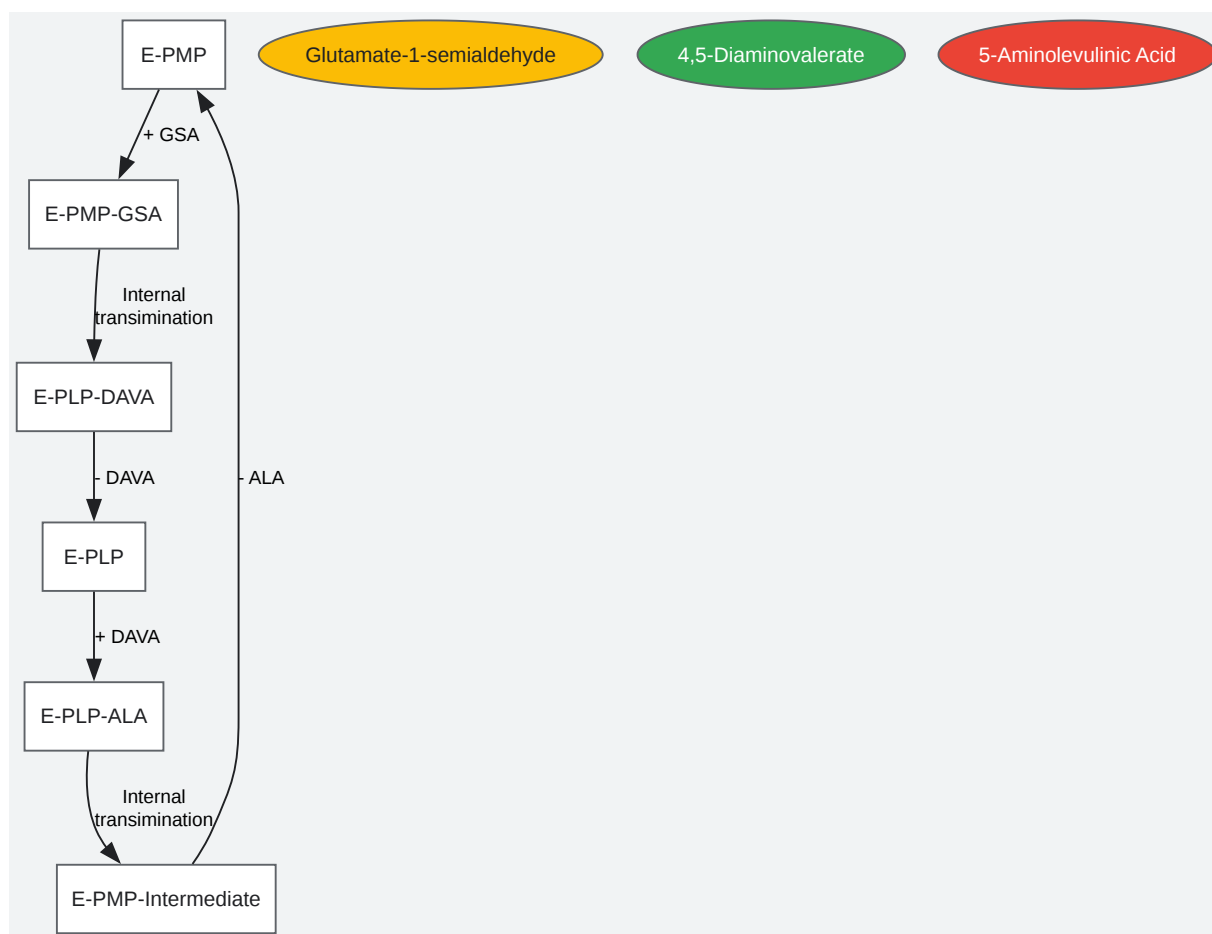 E-PMP
Glutamate-1-semialdehyde
4,5-Diaminovalerate
5-Aminolevulinic Acid
+ GSA
E-PMP-GSA
Internal
transimination
E-PLP-DAVA
- DAVA
- ALA
E-PLP
+ DAVA
E-PLP-ALA
Internal
transimination
E-PMP-Intermediate